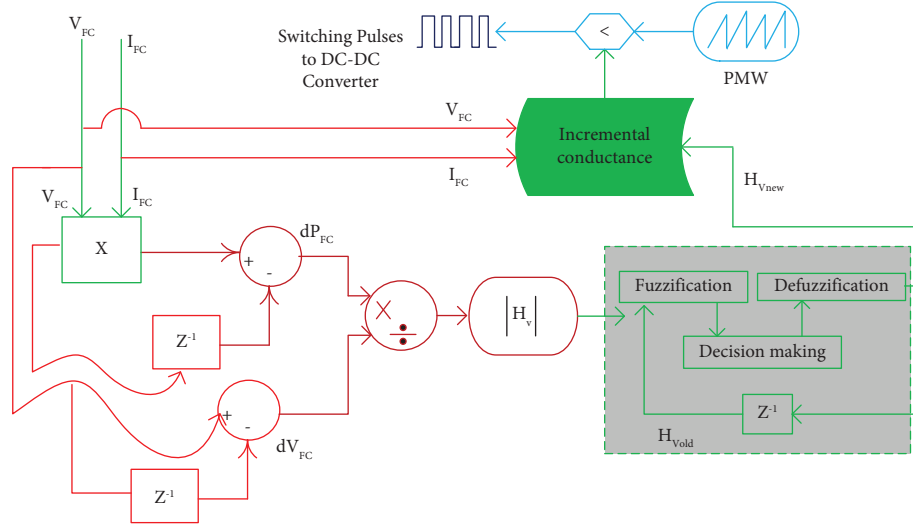 V_FC
I_FC
Switching Pulses
to DC-DC
Converter
<
PMW
V_FC
I_FC
Incremental
conductance
H_Vnew
V_FC
I_FC
X
+
-
dP_FC
Z^-1
X
÷
|H_v|
Fuzzification
Defuzzification
Decision making
Z^-1
H_Vold
+
-
dV_FC
Z^-1